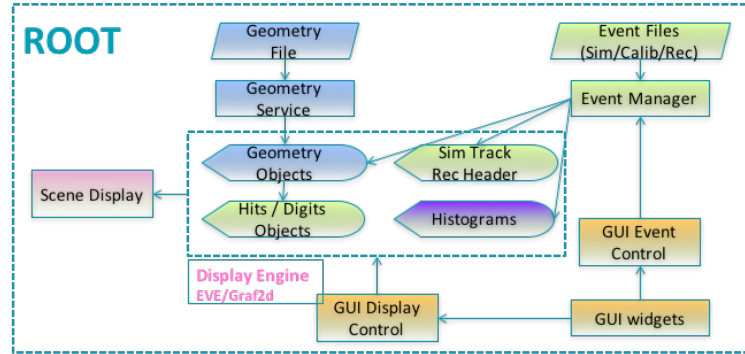 ROOT
Geometry
File
Event Files
(Sim/Calib/Rec)
Geometry
Service
Event Manager
Geometry
Objects
Sim Track
Rec Header
Scene Display
Hits / Digits
Objects
Histograms
GUI Event
Control
Display Engine
EVE/Graf2d
GUI Display
Control
GUI widgets